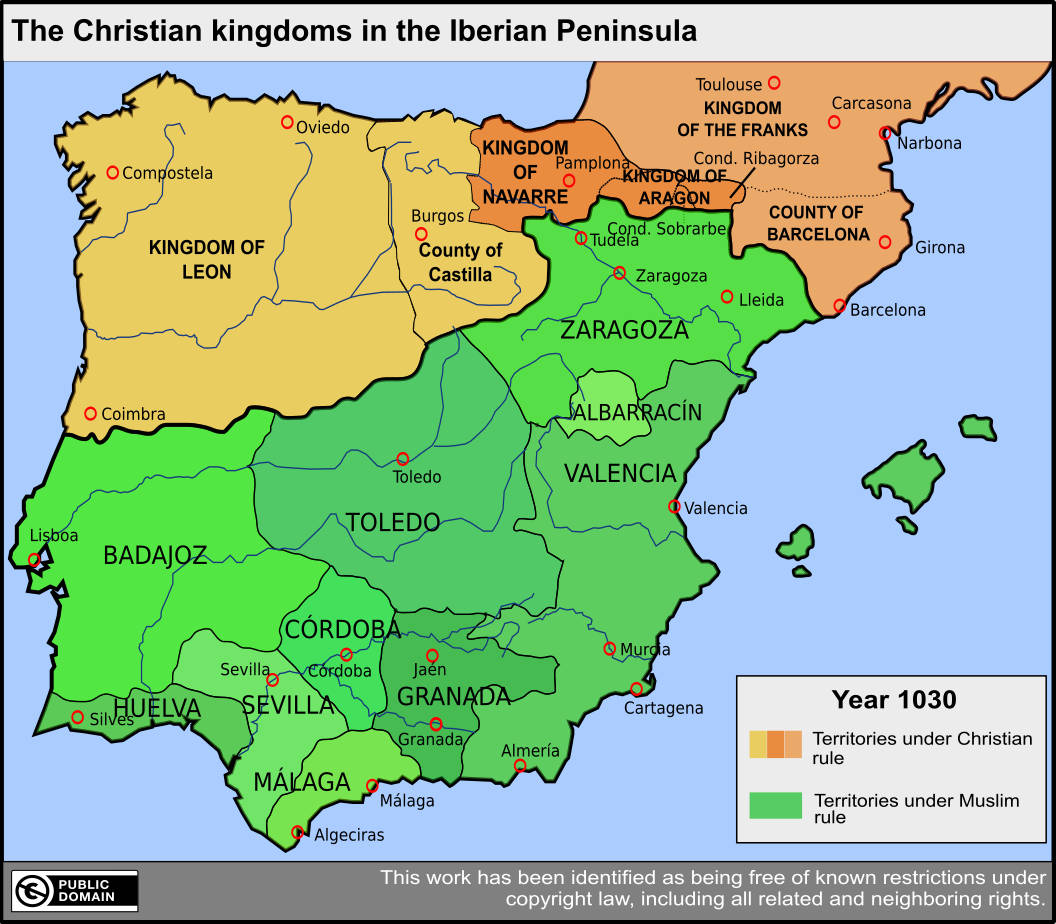 The Christian kingdoms in the Iberian Peninsula
Toulouse
KINGDOM
OF THE FRANKS
Carcasona
Narbona
Oviedo
Compostela
KINGDOM
OF
NAVARRE
Pamplona
Cond. Ribagorza
KINGDOM OF
ARAGON
Cond. Sobrarbe
COUNTY OF
BARCELONA
Girona
Burgos
County of
Castilla
KINGDOM OF
LEON
Tudela
Zaragoza
Lleida
Barcelona
ZARAGOZA
Coimbra
ALBARRACÍN
Toledo
VALENCIA
Valencia
TOLEDO
Lisboa
BADAJOZ
CÓRDOBA
Córdoba
Jaén
Murcia
Sevilla
SEVILLA
GRANADA
Granada
Cartagena
HUELVA
Silves
Almería
MÁLAGA
Málaga
Algeciras
Year 1030
Territories under Christian
rule
Territories under Muslim
rule
PUBLIC
DOMAIN
This work has been identified as being free of known restrictions under
copyright law, including all related and neighboring rights.